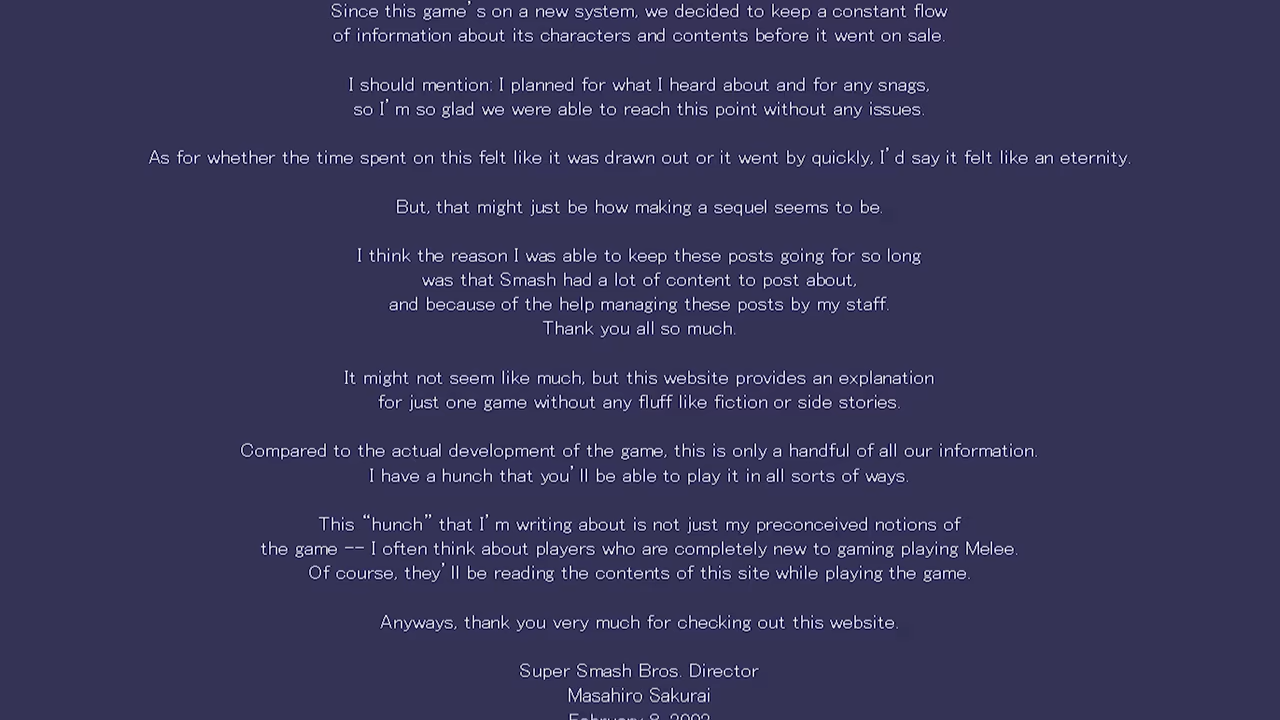 Since this game's on a new system, we decided to keep a constant flow
of information about its characters and contents before it went on sale.
I should mention: I planned for what I heard about and for any snags,
so I'm so glad we were able to reach this point without any issues.
As for whether the time spent on this felt like it was drawn out or it went by quickly, I'd say it felt like an eternity.
But, that might just be how making a sequel seems to be.
I think the reason I was able to keep these posts going for so long
was that Smash had a lot of content to post about,
and because of the help managing these posts by my staff.
Thank you all so much.
It might not seem like much, but this website provides an explanation
for just one game without any fluff like fiction or side stories.
Compared to the actual development of the game, this is only a handful of all our information.
I have a hunch that you'll be able to play it in all sorts of ways.
This “hunch” that I'm writing about is not just my preconceived notions of
the game -- I often think about players who are completely new to gaming playing Melee.
Of course, they'll be reading the contents of this site while playing the game.
Anyways, thank you very much for checking out this website.
Super Smash Bros. Director
Masahiro Sakurai
February 8, 2002